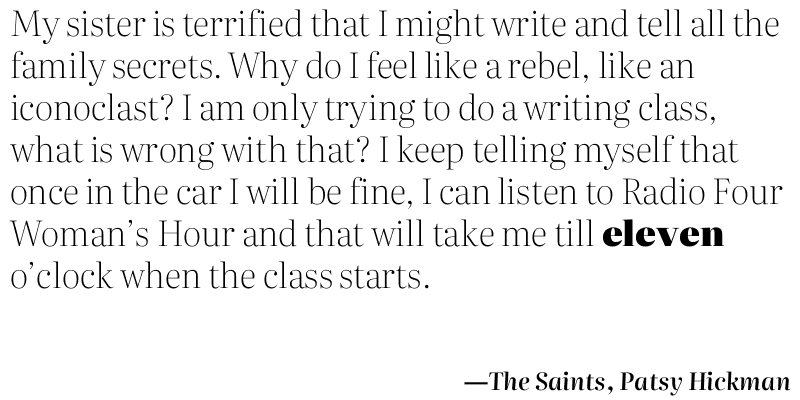 My sister is terrified that I might write and tell all the
family secrets. Why do I feel like a rebel, like an
iconoclast? I am only trying to do a writing class,
what is wrong with that? I keep telling myself that
once in the car I will be fine, I can listen to Radio Four
Woman’s Hour and that will take me till eleven
o’clock when the class starts.
—The Saints, Patsy Hickman